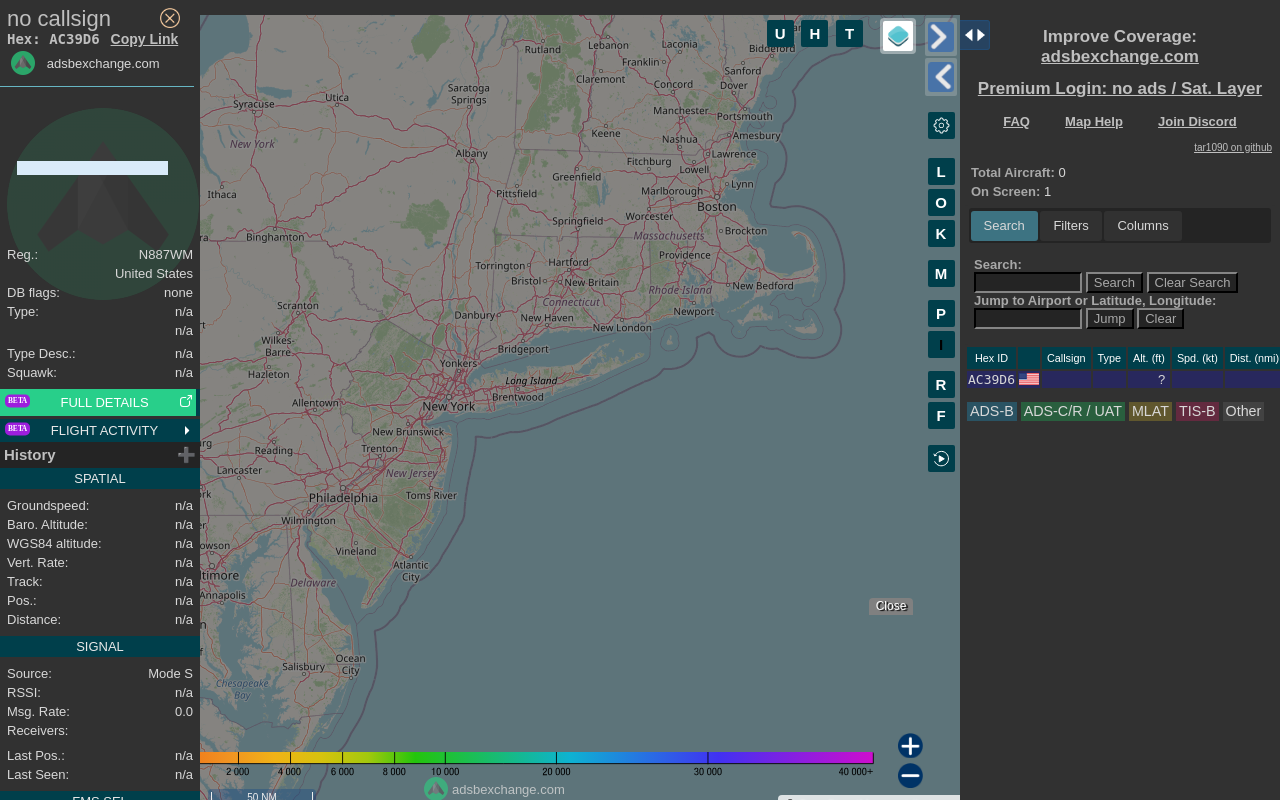 no callsign
Hex: AC39D6 Copy Link
adsbexchange.com
Reg.: N887WM
United States
DB flags: none
Type: n/a
n/a
Type Desc.: n/a
Squawk: n/a
BETA FULL DETAILS
BETA FLIGHT ACTIVITY
History
SPATIAL
Groundspeed: n/a
Baro. Altitude: n/a
WGS84 altitude: n/a
Vert. Rate: n/a
Track: n/a
Pos.: n/a
Distance: n/a
SIGNAL
Source: Mode S
RSSI: n/a
Msg. Rate: 0.0
Receivers:
Last Pos.: n/a
Last Seen: n/a
FMS SEL
U H T
Rutland
Lebanon
Laconia
Biddeford
Franklin
Claremont
Sanford
Concord
Dover
Syracuse
Utica
Saratoga
Springs
Manchester
Portsmouth
Keene
Nashua
Amesbury
New York
Albany
Fitchburg
Lawrence
Lowell
Greenfield
Pittsfield
Marlborough
Lynn
Ithaca
Boston
Worcester
Springfield
Binghamton
Massachusetts
Brockton
Providence
Torrington
Hartford
Bristol
New Britain
Rhode Island
New Bedford
Connecticut
Scranton
Danbury
New Haven
Newport
New London
Wilkes-
Barre
Bridgeport
Yonkers
Hazleton
Long Island
Brentwood
Allentown
New York
New Brunswick
Reading
Trenton
Lancaster
New Jersey
Philadelphia
Toms River
Wilmington
Vineland
Atlantic
City
Delaware
Annapolis
Salisbury
Ocean
City
Chesapeake
Bay
L
O
K
M
P
I
R
F
Close
2 000 4 000 6 000 8 000 10 000 20 000 30 000 40 000+
adsbexchange.com
50 NM
Improve Coverage:
adsbexchange.com
Premium Login: no ads / Sat. Layer
FAQ Map Help Join Discord
tar1090 on github
Total Aircraft: 0
On Screen: 1
Search Filters Columns
Search:
Search Clear Search
Jump to Airport or Latitude, Longitude:
Jump Clear
Hex ID Callsign Type Alt. (ft) Spd. (kt) Dist. (nmi)
AC39D6 ?
ADS-B ADS-C/R / UAT MLAT TIS-B Other